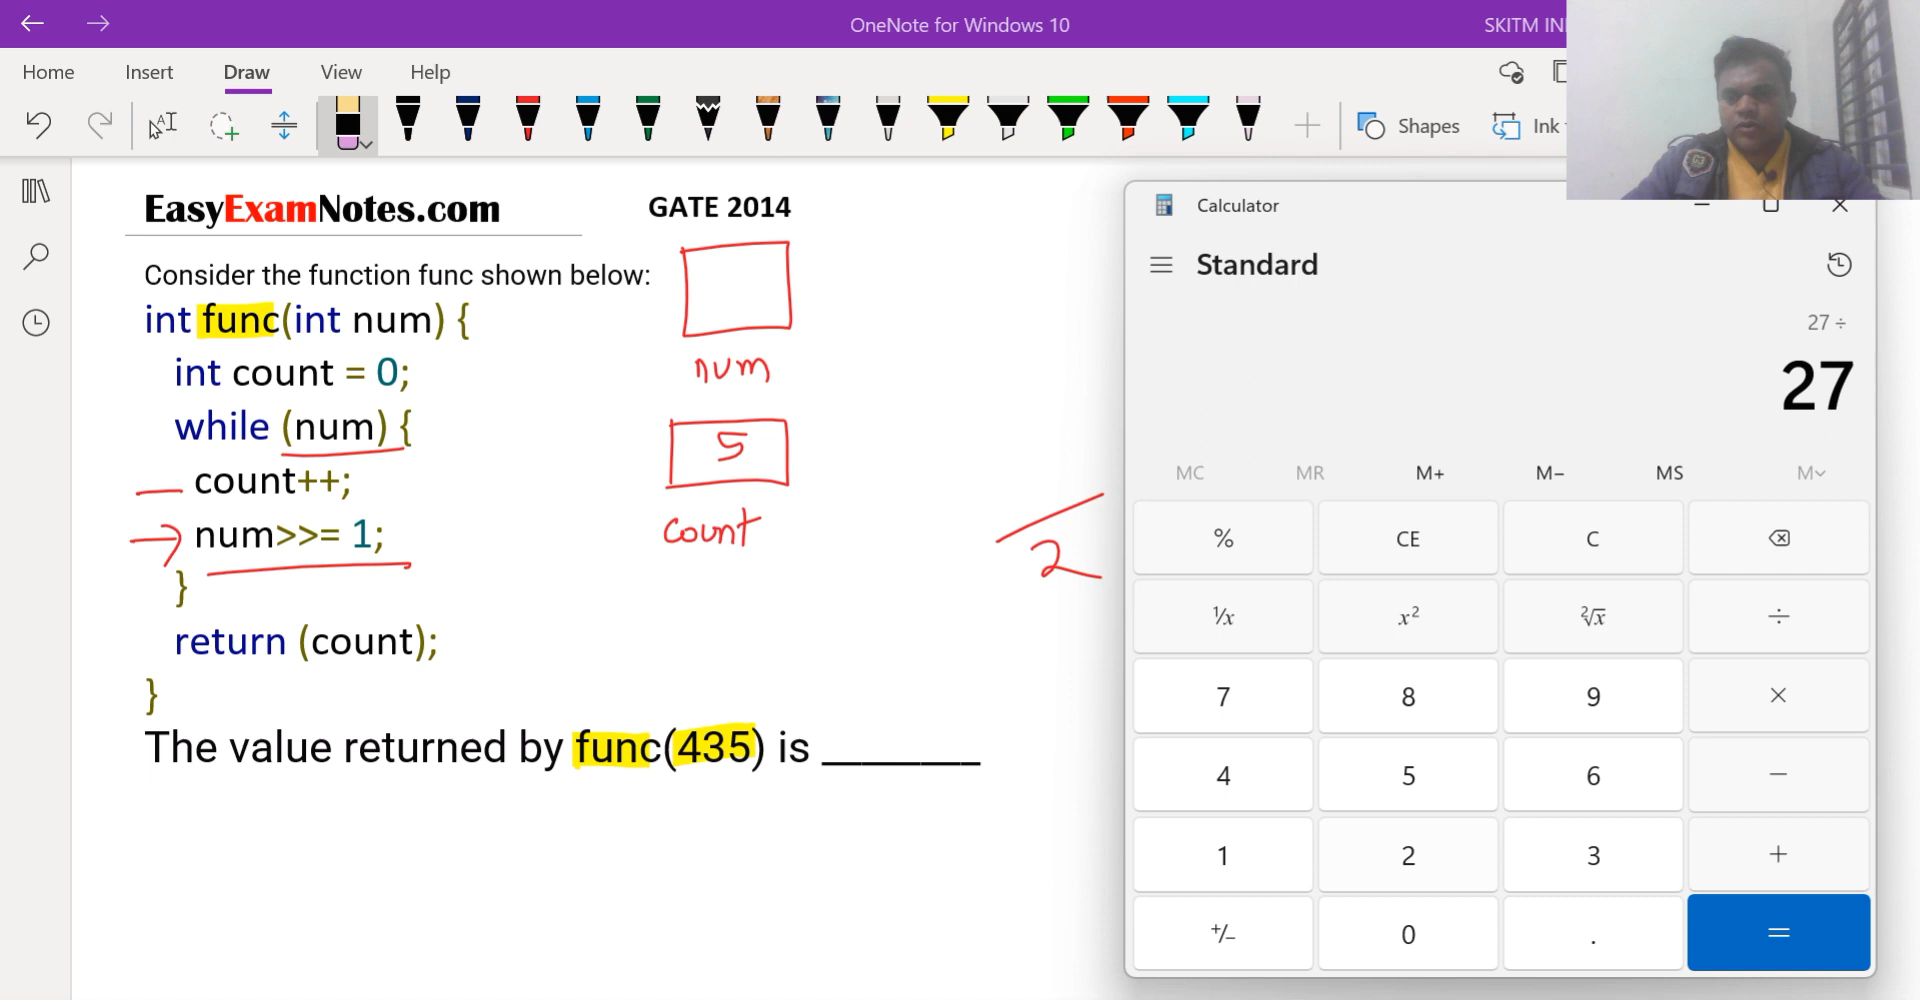 OneNote for Windows 10
SKITM
Home Insert Draw View Help
Shapes
Ink
EasyExamNotes.com
GATE 2014
Consider the function func shown below:
int func(int num) {
int count = 0;
while (num) {
count++;
num>>= 1;
}
return (count);
}
The value returned by func(435) is ________
num
5
count
2
Calculator
Standard
27 ÷
27
MC MR M+ M− MS M
% CE C
1/x x2 2√x ÷
7 8 9 ×
4 5 6 −
1 2 3 +
+/− 0 . =